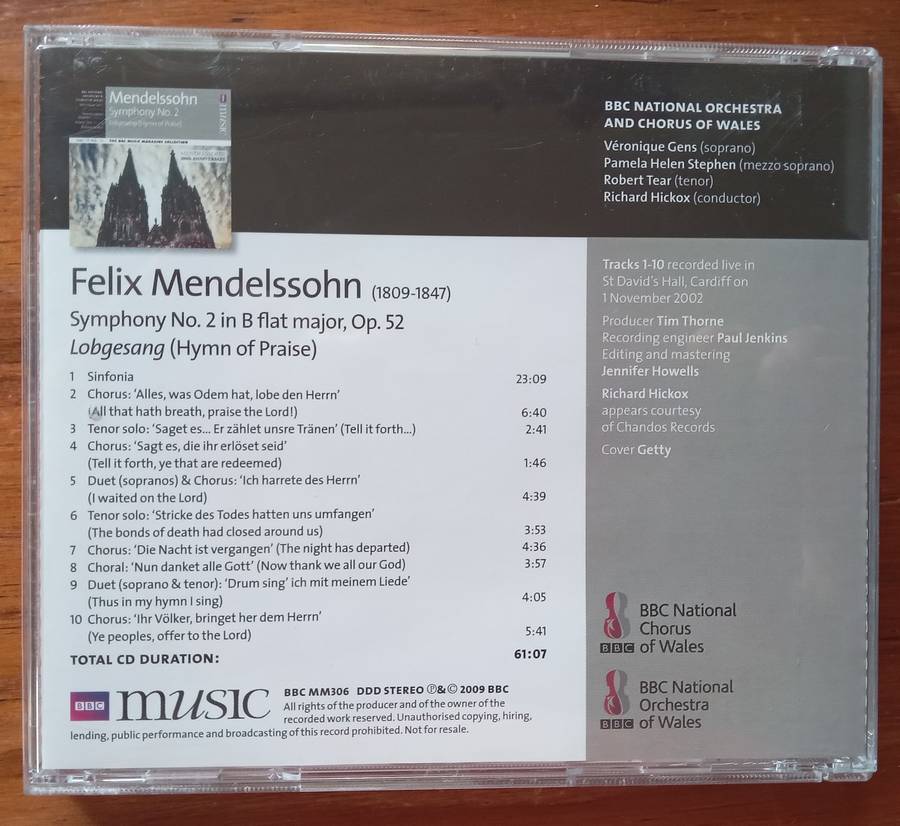 Mendelssohn
Symphony No. 2
Lobgesang (Hymn of Praise)
music
THE BBC MUSIC MAGAZINE COLLECTION
BBC NATIONAL ORCHESTRA
AND CHORUS OF WALES
Véronique Gens (soprano)
Pamela Helen Stephen (mezzo soprano)
Robert Tear (tenor)
Richard Hickox (conductor)
Felix Mendelssohn (1809-1847)
Symphony No. 2 in B flat major, Op. 52
Lobgesang (Hymn of Praise)
1 Sinfonia 23:09
2 Chorus: ‘Alles, was Odem hat, lobe den Herrn’
(All that hath breath, praise the Lord!) 6:40
3 Tenor solo: ‘Saget es... Er zählet unsre Tränen’ (Tell it forth...) 2:41
4 Chorus: ‘Sagt es, die ihr erlöset seid’
(Tell it forth, ye that are redeemed) 1:46
5 Duet (sopranos) & Chorus: ‘Ich harrete des Herrn’
(I waited on the Lord) 4:39
6 Tenor solo: ‘Stricke des Todes hatten uns umfangen’
(The bonds of death had closed around us) 3:53
7 Chorus: ‘Die Nacht ist vergangen’ (The night has departed) 4:36
8 Choral: ‘Nun danket alle Gott’ (Now thank we all our God) 3:57
9 Duet (soprano & tenor): ‘Drum sing’ ich mit meinem Liede’
(Thus in my hymn I sing) 4:05
10 Chorus: ‘Ihr Völker, bringet her dem Herrn’
(Ye peoples, offer to the Lord) 5:41
TOTAL CD DURATION: 61:07
BBC music
BBC MM306 DDD STEREO ℗&© 2009 BBC
All rights of the producer and of the owner of the
recorded work reserved. Unauthorised copying, hiring,
lending, public performance and broadcasting of this record prohibited. Not for resale.
Tracks 1-10 recorded live in
St David’s Hall, Cardiff on
1 November 2002
Producer Tim Thorne
Recording engineer Paul Jenkins
Editing and mastering
Jennifer Howells
Richard Hickox
appears courtesy
of Chandos Records
Cover Getty
BBC National
Chorus
BBC of Wales
BBC National
Orchestra
BBC of Wales